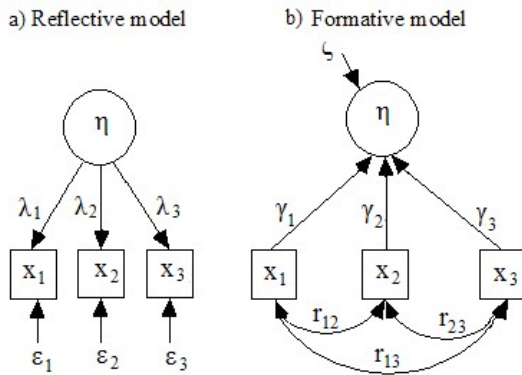 a) Reflective model
b) Formative model
ζ
η
η
λ1 λ2 λ3
γ1 γ2 γ3
x1 x2 x3
x1 x2 x3
r12 r23
ε1 ε2 ε3
r13